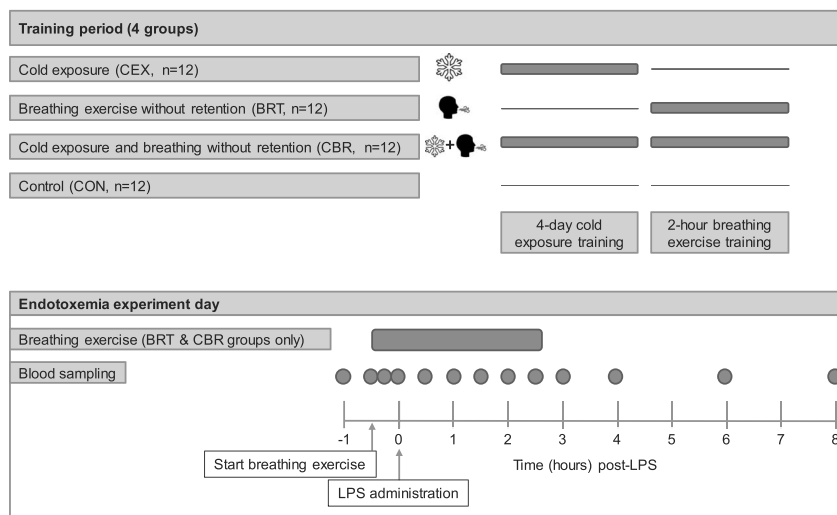 Training period (4 groups)
Cold exposure (CEX, n=12)
Breathing exercise without retention (BRT, n=12)
Cold exposure and breathing without retention (CBR, n=12)
+
Control (CON, n=12)
4-day cold
exposure training
2-hour breathing
exercise training
Endotoxemia experiment day
Breathing exercise (BRT & CBR groups only)
Blood sampling
-1 0 1 2 3 4 5 6 7 8
Start breathing exercise
Time (hours) post-LPS
LPS administration